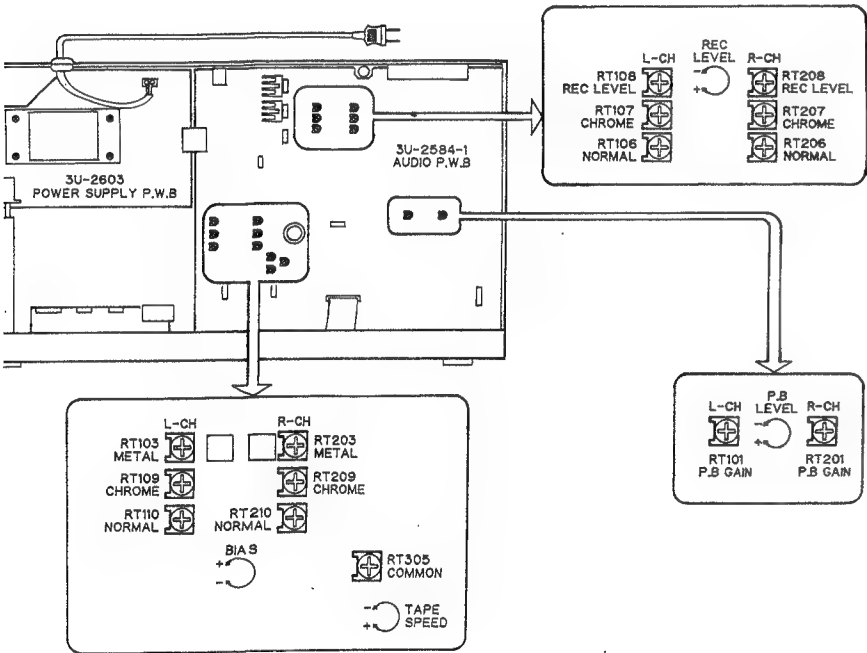 L-CH
REC
LEVEL
R-CH
-
+
RT108
REC LEVEL
RT208
REC LEVEL
RT107
CHROME
RT207
CHROME
RT106
NORMAL
RT206
NORMAL
3U-2603
POWER SUPPLY P.W.B
3U-2584-1
AUDIO P.W.B
L-CH
P.B
LEVEL
R-CH
-
+
RT101
P.B GAIN
RT201
P.B GAIN
L-CH
R-CH
RT103
METAL
RT203
METAL
RT109
CHROME
RT209
CHROME
RT110
NORMAL
RT210
NORMAL
BIAS
+
-
RT305
COMMON
-
+
TAPE
SPEED